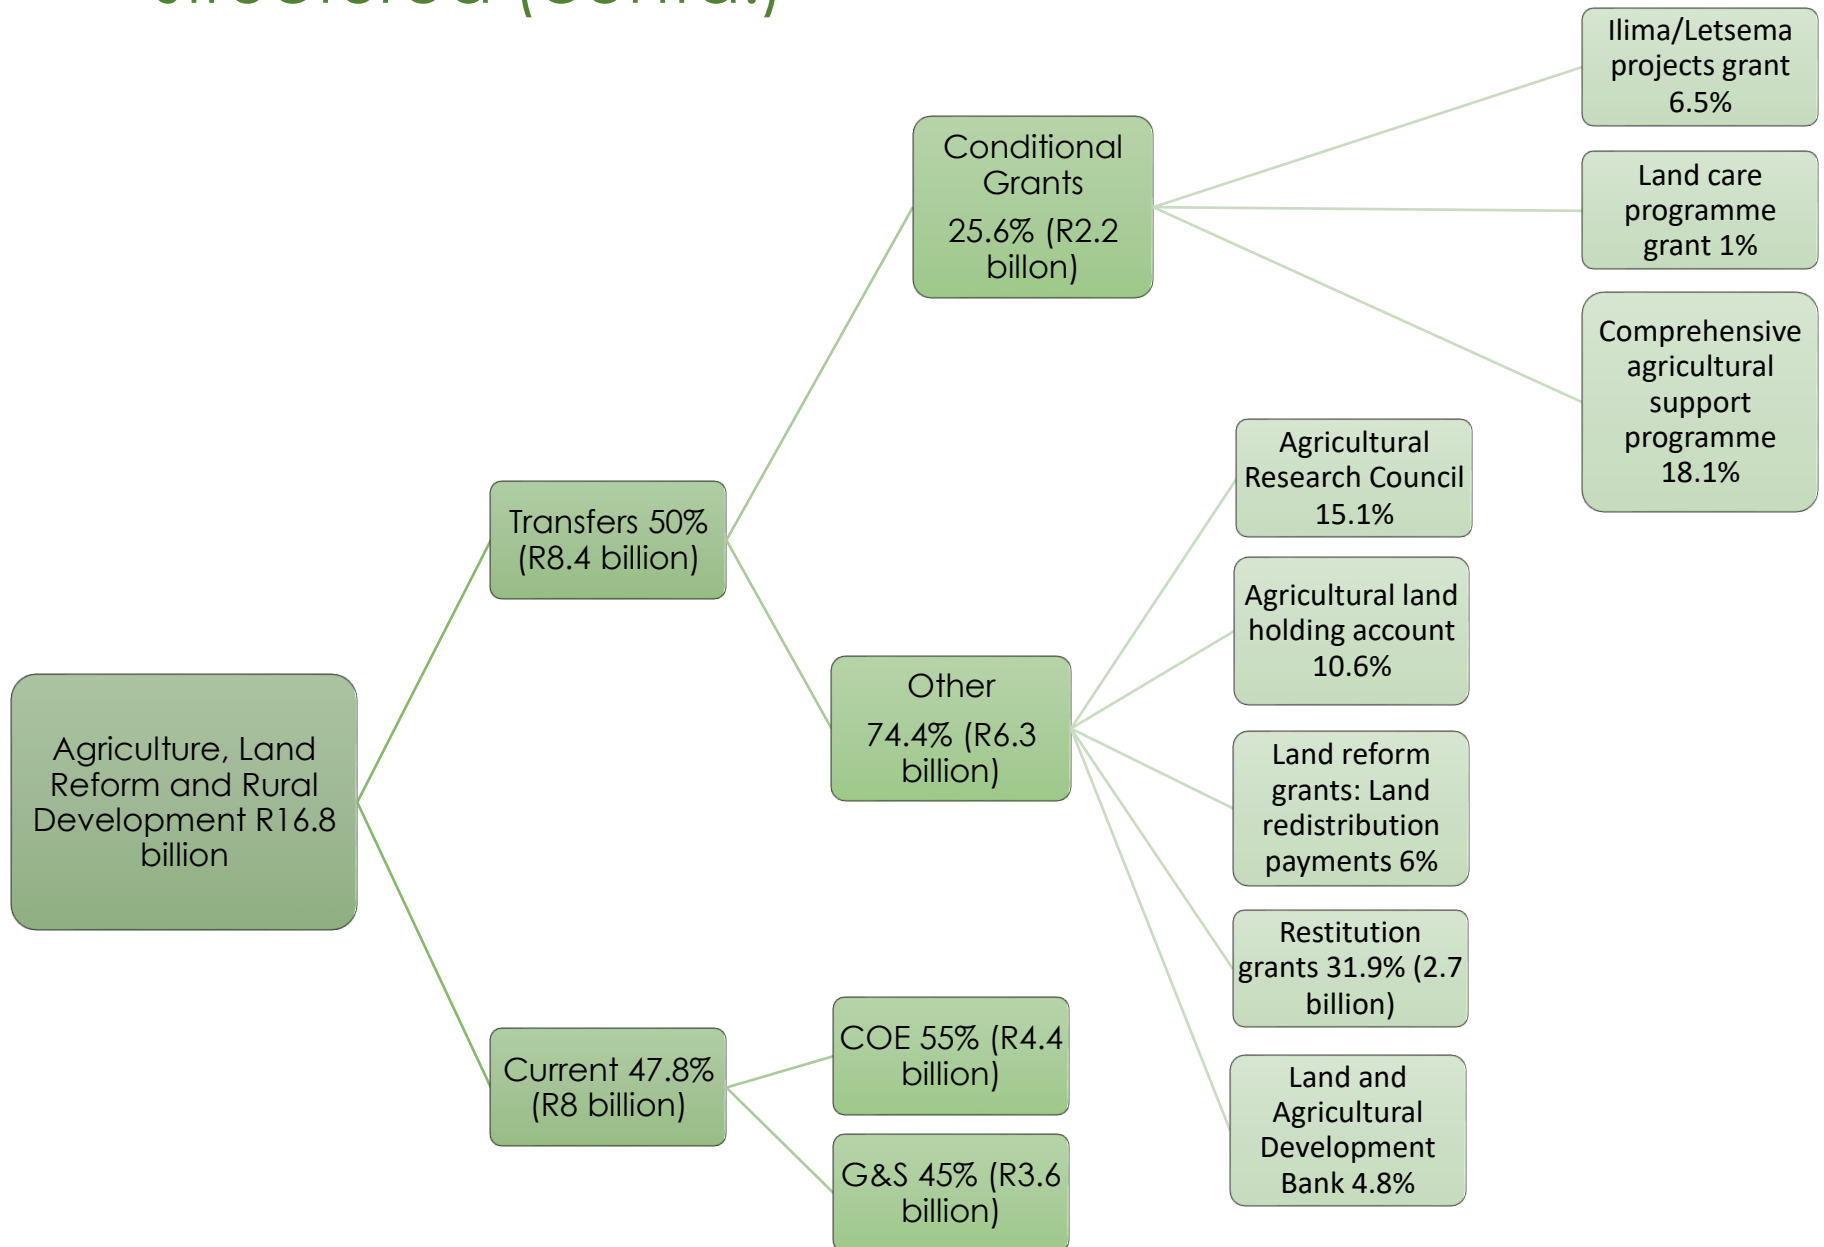 Agriculture, Land
Reform and Rural
Development R16.8
billion
Transfers 50%
(R8.4 billion)
Current 47.8%
(R8 billion)
Conditional
Grants
25.6% (R2.2
billon)
Other
74.4% (R6.3
billion)
COE 55% (R4.4
billion)
G&S 45% (R3.6
billion)
Ilima/Letsema
projects grant
6.5%
Land care
programme
grant 1%
Comprehensive
agricultural
support
programme
18.1%
Agricultural
Research Council
15.1%
Agricultural land
holding account
10.6%
Land reform
grants: Land
redistribution
payments 6%
Restitution
grants 31.9% (2.7
billion)
Land and
Agricultural
Development
Bank 4.8%